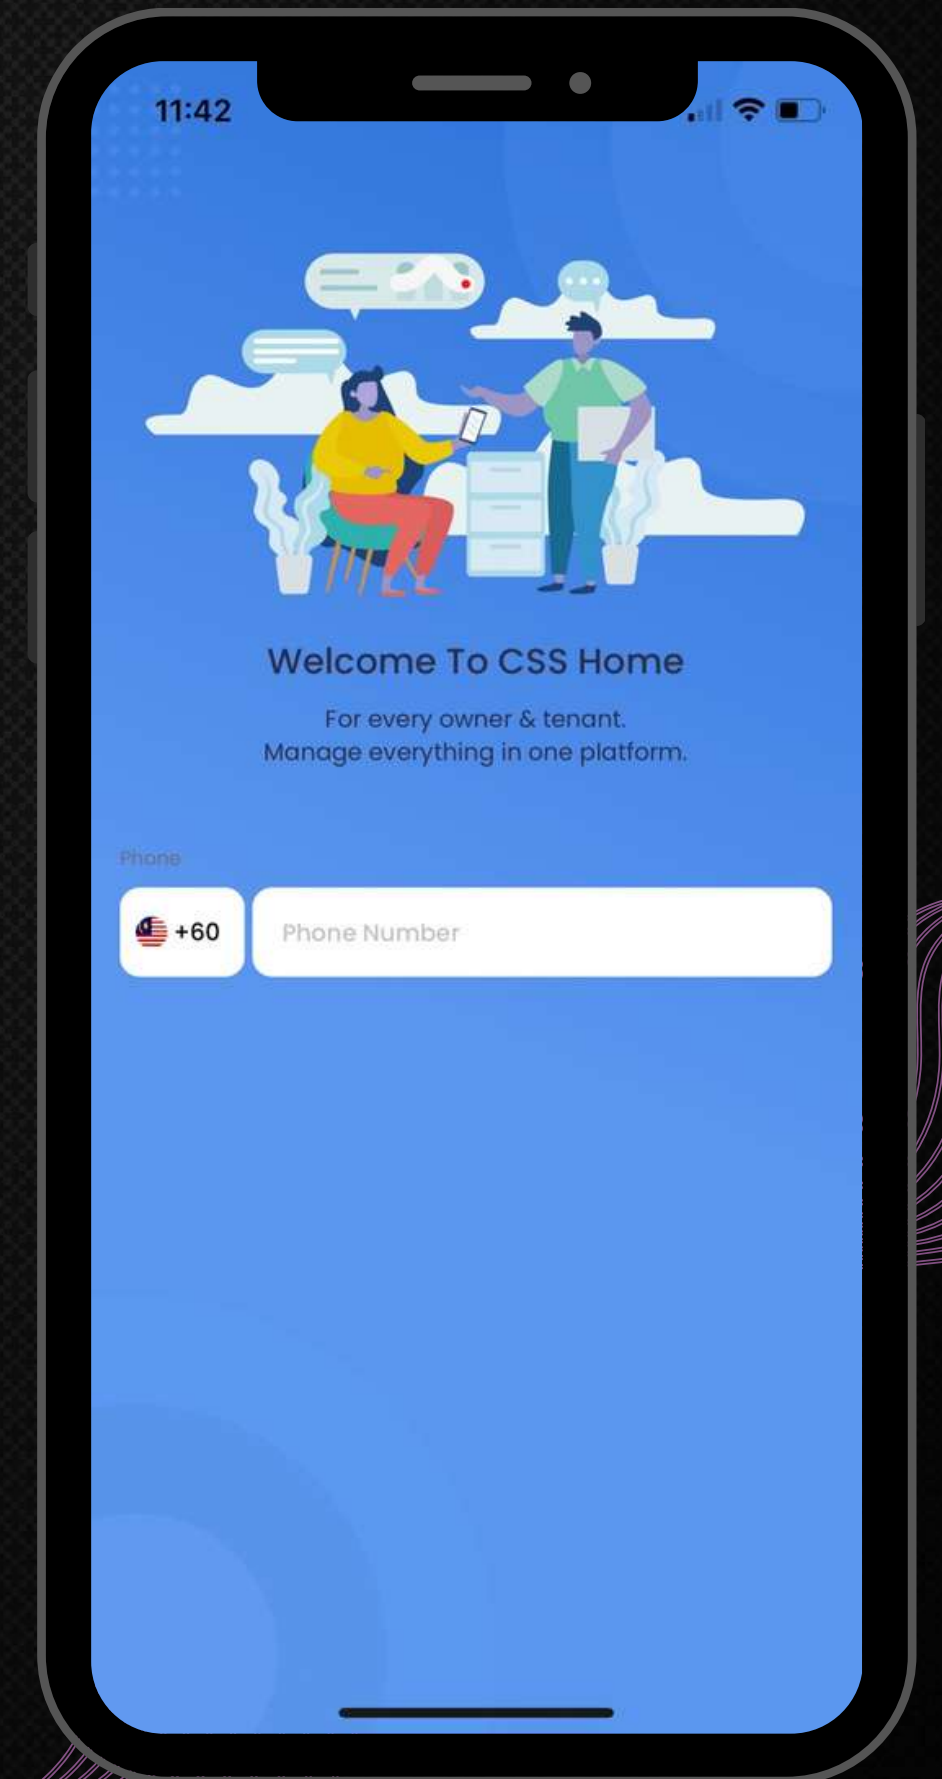 11:42
Welcome To CSS Home
For every owner & tenant.
Manage everything in one platform.
Phone
+60 Phone Number